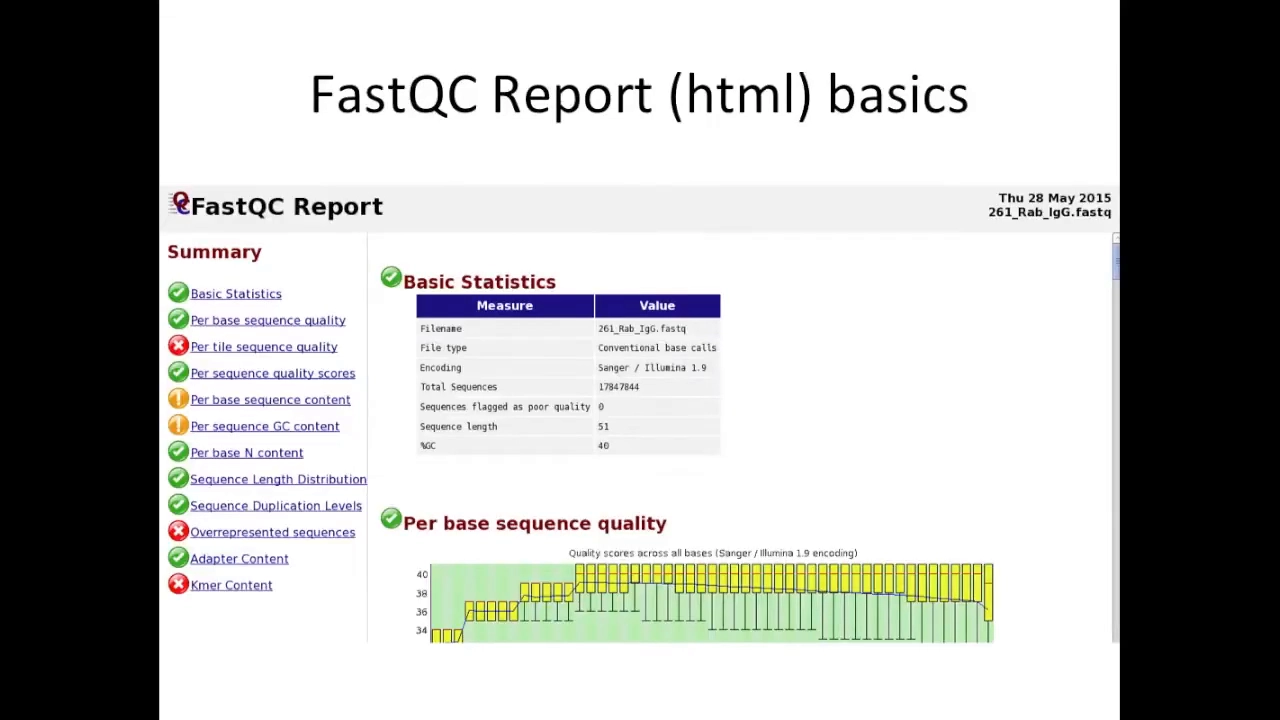 FastQC Report (html) basics
FastQC Report
Thu 28 May 2015
261_Rab_IgG.fastq
Summary
Basic Statistics
Per base sequence quality
Per tile sequence quality
Per sequence quality scores
Per base sequence content
Per sequence GC content
Per base N content
Sequence Length Distribution
Sequence Duplication Levels
Overrepresented sequences
Adapter Content
Kmer Content
Basic Statistics
Measure Value
Filename 261_Rab_IgG.fastq
File type Conventional base calls
Encoding Sanger / Illumina 1.9
Total Sequences 17847844
Sequences flagged as poor quality 0
Sequence length 51
%GC 40
Per base sequence quality
Quality scores across all bases (Sanger / Illumina 1.9 encoding)
40
38
36
34